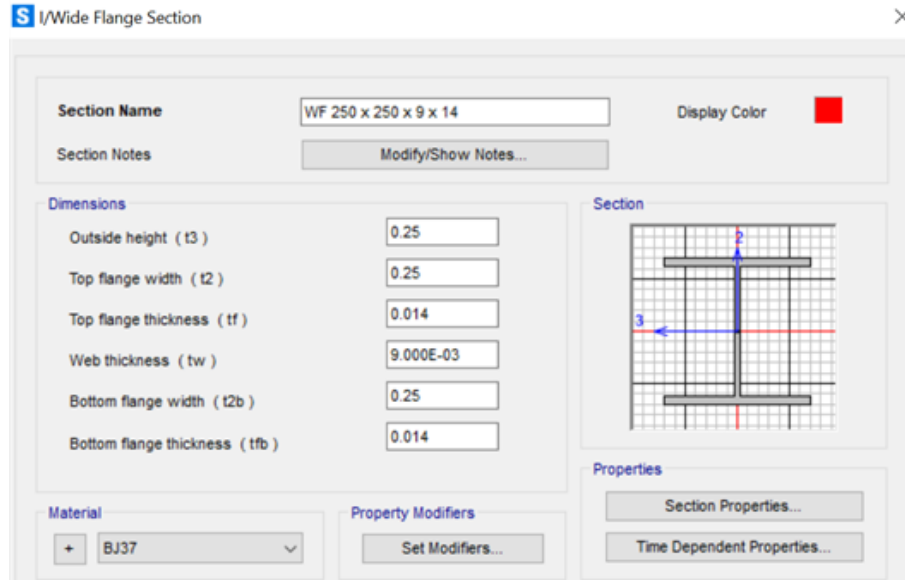 S I/Wide Flange Section
Section Name WF 250 x 250 x 9 x 14 Display Color
Section Notes Modify/Show Notes...
Dimensions Section
Outside height ( t3 ) 0.25
Top flange width ( t2 ) 0.25
Top flange thickness ( tf ) 0.014
Web thickness ( tw ) 9.000E-03
Bottom flange width ( t2b ) 0.25
Bottom flange thickness ( tfb ) 0.014
2
3
Properties
Section Properties...
Time Dependent Properties...
Material Property Modifiers
+ BJ37 Set Modifiers...